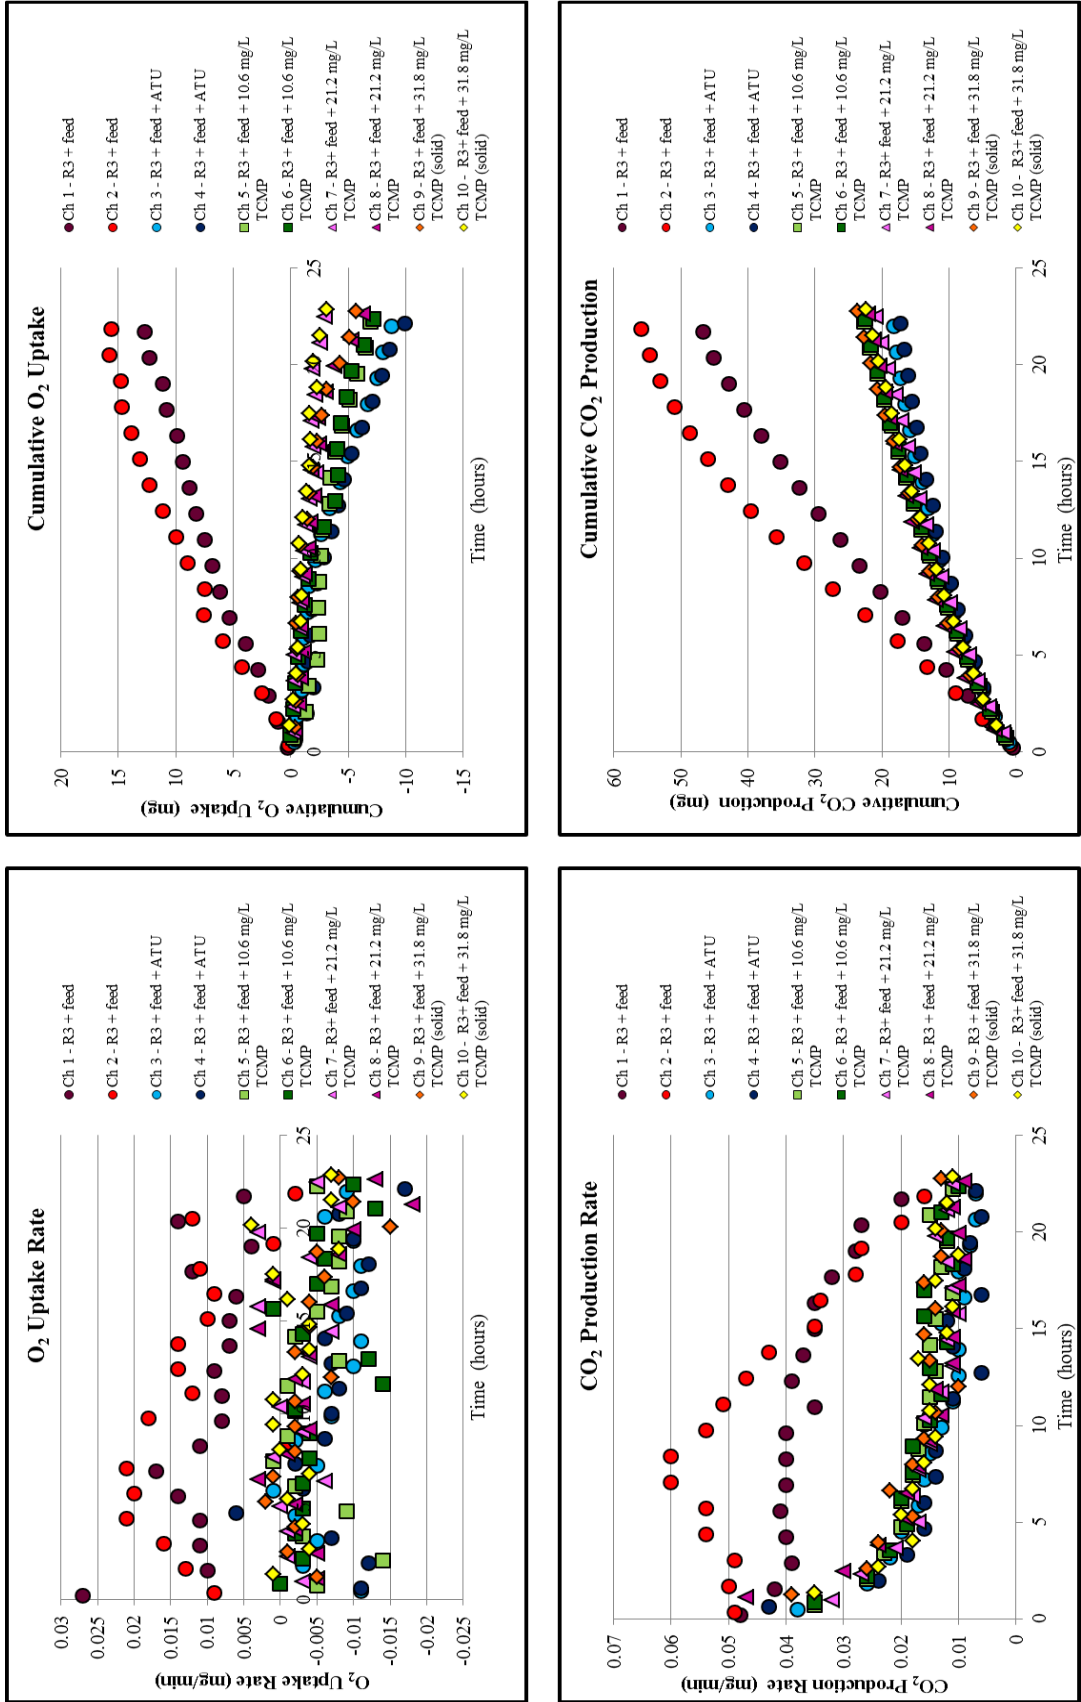 O₂ Uptake Rate
O₂ Uptake Rate (mg/min)
0.03
0.025
0.02
0.015
0.01
0.005
0
-0.005
-0.01
-0.015
-0.02
-0.025
0
5
10
15
20
25
Time (hours)
Ch 1 - R3 + feed
Ch 2 - R3 + feed
Ch 3 - R3 + feed + ATU
Ch 4 - R3 + feed + ATU
Ch 5 - R3 + feed + 10.6 mg/L
TCMP
Ch 6 - R3 + feed + 10.6 mg/L
TCMP
Ch 7 - R3+ feed + 21.2 mg/L
TCMP
Ch 8 - R3 + feed + 21.2 mg/L
TCMP
Ch 9 - R3 + feed + 31.8 mg/L
TCMP (solid)
Ch 10 - R3+ feed + 31.8 mg/L
TCMP (solid)
Cumulative O₂ Uptake
Cumulative O₂ Uptake (mg)
20
15
10
5
0
-5
-10
-15
0
5
10
15
20
25
Time (hours)
Ch 1 - R3 + feed
Ch 2 - R3 + feed
Ch 3 - R3 + feed + ATU
Ch 4 - R3 + feed + ATU
Ch 5 - R3 + feed + 10.6 mg/L
TCMP
Ch 6 - R3 + feed + 10.6 mg/L
TCMP
Ch 7 - R3+ feed + 21.2 mg/L
TCMP
Ch 8 - R3 + feed + 21.2 mg/L
TCMP
Ch 9 - R3 + feed + 31.8 mg/L
TCMP (solid)
Ch 10 - R3+ feed + 31.8 mg/L
TCMP (solid)
CO₂ Production Rate
CO₂ Production Rate (mg/min)
0.07
0.06
0.05
0.04
0.03
0.02
0.01
0
0
5
10
15
20
25
Time (hours)
Ch 1 - R3 + feed
Ch 2 - R3 + feed
Ch 3 - R3 + feed + ATU
Ch 4 - R3 + feed + ATU
Ch 5 - R3 + feed + 10.6 mg/L
TCMP
Ch 6 - R3 + feed + 10.6 mg/L
TCMP
Ch 7 - R3+ feed + 21.2 mg/L
TCMP
Ch 8 - R3 + feed + 21.2 mg/L
TCMP
Ch 9 - R3 + feed + 31.8 mg/L
TCMP (solid)
Ch 10 - R3+ feed + 31.8 mg/L
TCMP (solid)
Cumulative CO₂ Production
Cumulative CO₂ Production (mg)
60
50
40
30
20
10
0
0
5
10
15
20
25
Time (hours)
Ch 1 - R3 + feed
Ch 2 - R3 + feed
Ch 3 - R3 + feed + ATU
Ch 4 - R3 + feed + ATU
Ch 5 - R3 + feed + 10.6 mg/L
TCMP
Ch 6 - R3 + feed + 10.6 mg/L
TCMP
Ch 7 - R3+ feed + 21.2 mg/L
TCMP
Ch 8 - R3 + feed + 21.2 mg/L
TCMP
Ch 9 - R3 + feed + 31.8 mg/L
TCMP (solid)
Ch 10 - R3+ feed + 31.8 mg/L
TCMP (solid)